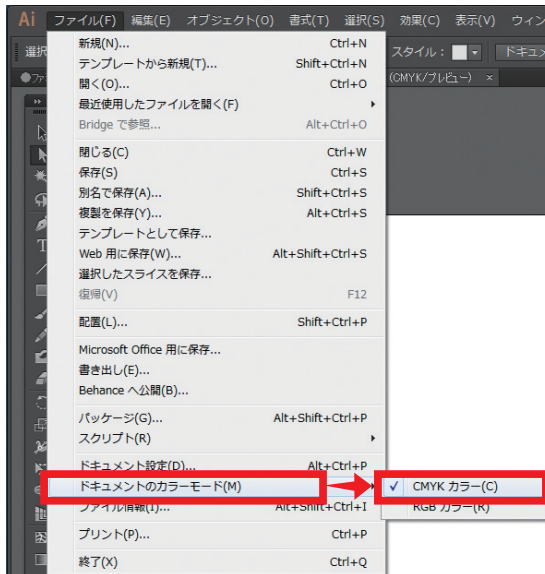 Ai ファイル(F) 編集(E) オブジェクト(O) 書式(T) 選択(S) 効果(C) 表示(V) ウィン
選択
スタイル： ドキュメ
(CMYK/プレビュー) ×
新規(N)... Ctrl+N
テンプレートから新規(T)... Shift+Ctrl+N
開く(O)... Ctrl+O
最近使用したファイルを開く(F)
Bridge で参照... Alt+Ctrl+O
閉じる(C) Ctrl+W
保存(S) Ctrl+S
別名で保存(A)... Shift+Ctrl+S
複製を保存(Y)... Alt+Ctrl+S
テンプレートとして保存...
Web 用に保存(W)... Alt+Shift+Ctrl+S
選択したスライスを保存...
復帰(V) F12
配置(L)... Shift+Ctrl+P
Microsoft Office 用に保存...
書き出し(E)...
Behance へ公開(B)...
パッケージ(G)... Alt+Shift+Ctrl+P
スクリプト(R)
ドキュメント設定(D)... Alt+Ctrl+P
ドキュメントのカラーモード(M) ✓ CMYK カラー(C)
ファイル情報(I)... Alt+Shift+Ctrl+I RGB カラー(R)
プリント(P)... Ctrl+P
終了(X) Ctrl+Q